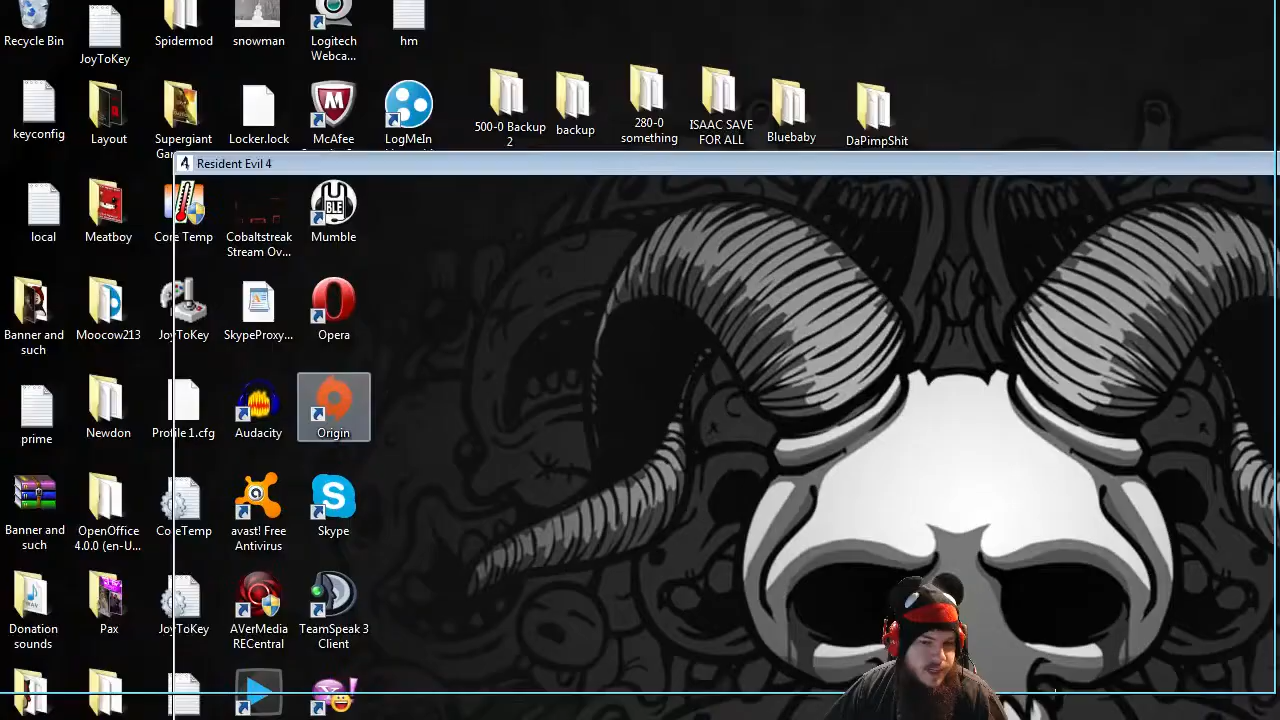 Recycle Bin
JoyToKey
Spidermod
snowman
Logitech
Webca...
hm
keyconfig
Layout
Supergiant
Ga
Locker.lock
McAfee
LogMeIn
500-0 Backup
2
backup
280-0
something
ISAAC SAVE
FOR ALL
Bluebaby
DaPimpShit
Resident Evil 4
local
Meatboy
Core Temp
Cobaltstreak
Stream Ov...
BLE
Mumble
Banner and
such
Moocow213
JoyToKey
SkypeProxy...
Opera
prime
Newdon
Profile 1.cfg
Audacity
Origin
Banner and
such
OpenOffice
4.0.0 (en-U...
CoreTemp
avast! Free
Antivirus
Skype
WAV
Donation
sounds
Pax
JoyToKey
AVerMedia
RECentral
TeamSpeak 3
Client